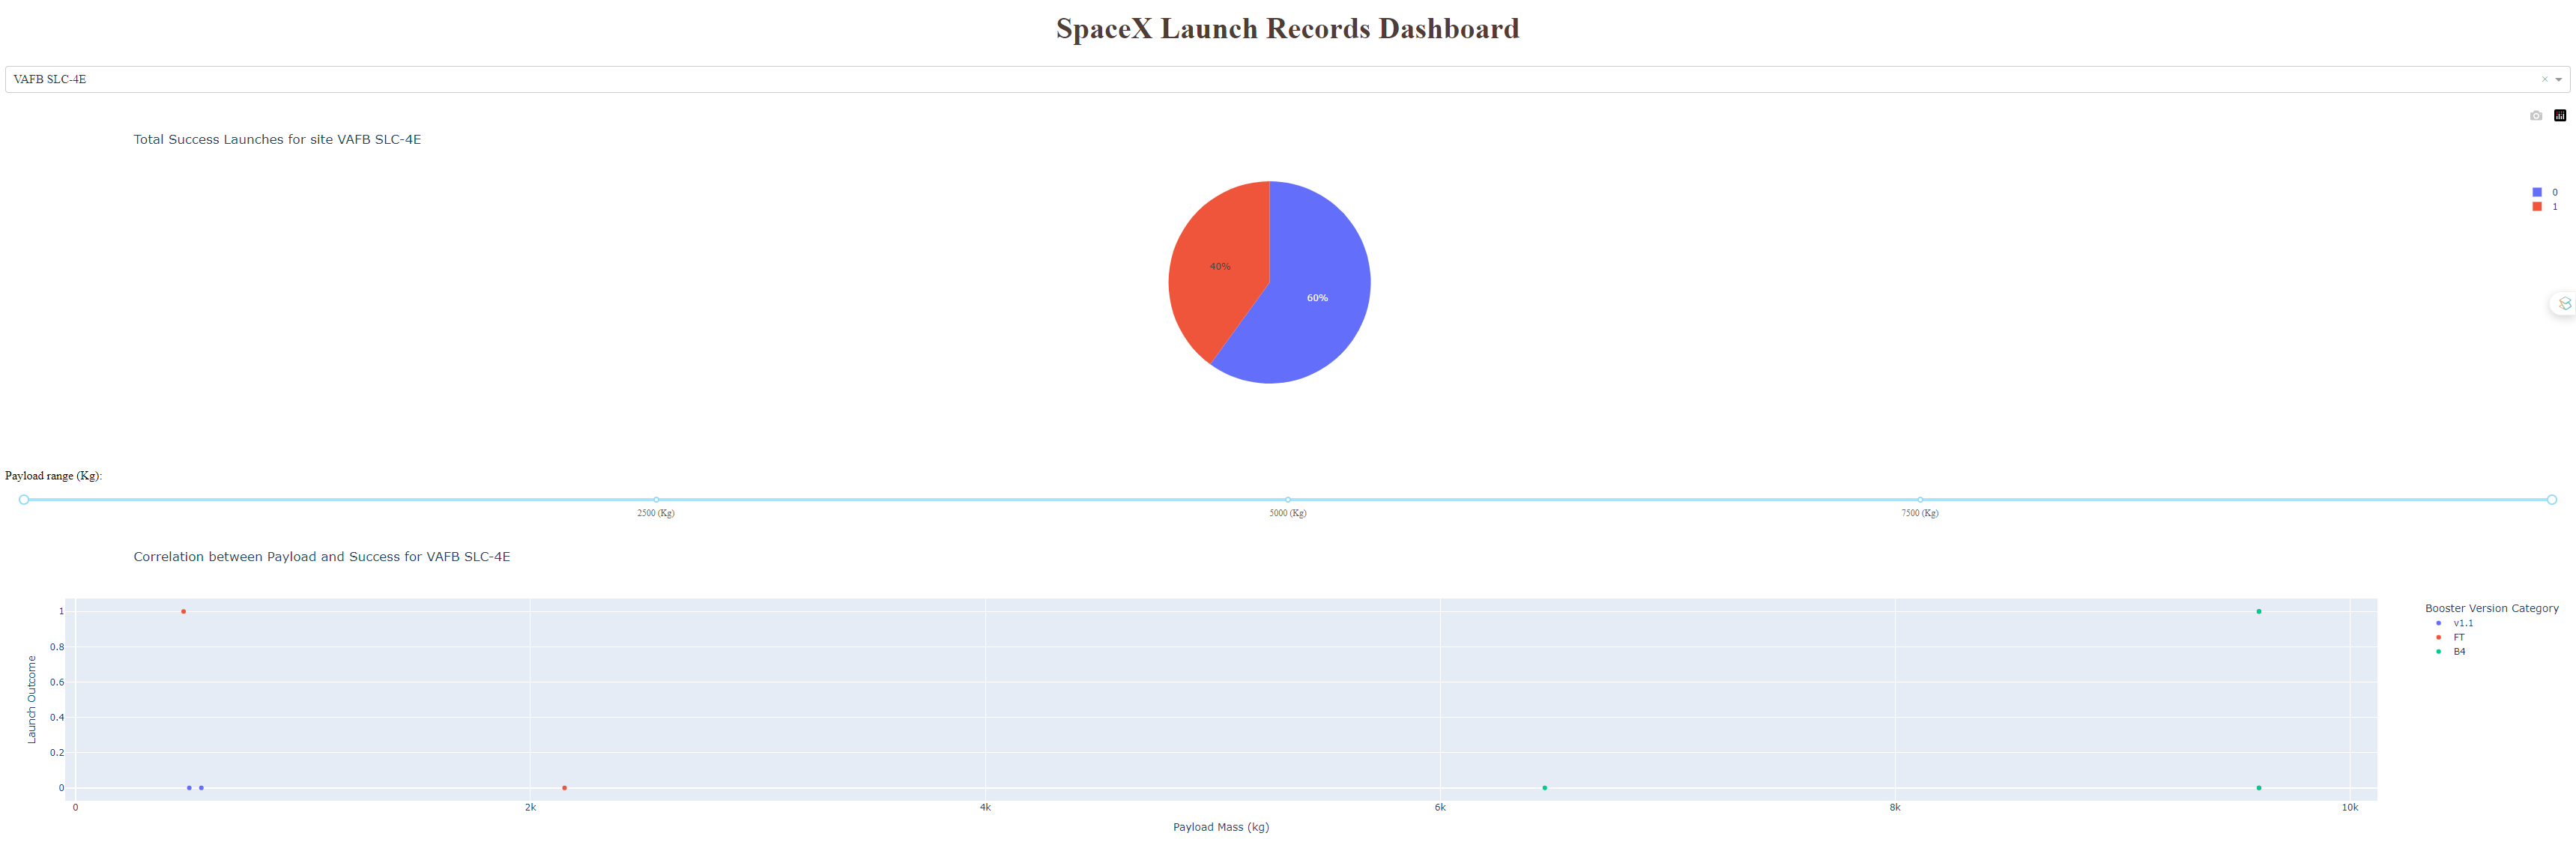 SpaceX Launch Records Dashboard
VAFB SLC-4E
Total Success Launches for site VAFB SLC-4E
0
1
40%
60%
Payload range (Kg):
2500 (Kg) 5000 (Kg) 7500 (Kg)
Correlation between Payload and Success for VAFB SLC-4E
Booster Version Category
v1.1
FT
B4
Launch Outcome
1
0.8
0.6
0.4
0.2
0
0 2k 4k 6k 8k 10k
Payload Mass (kg)